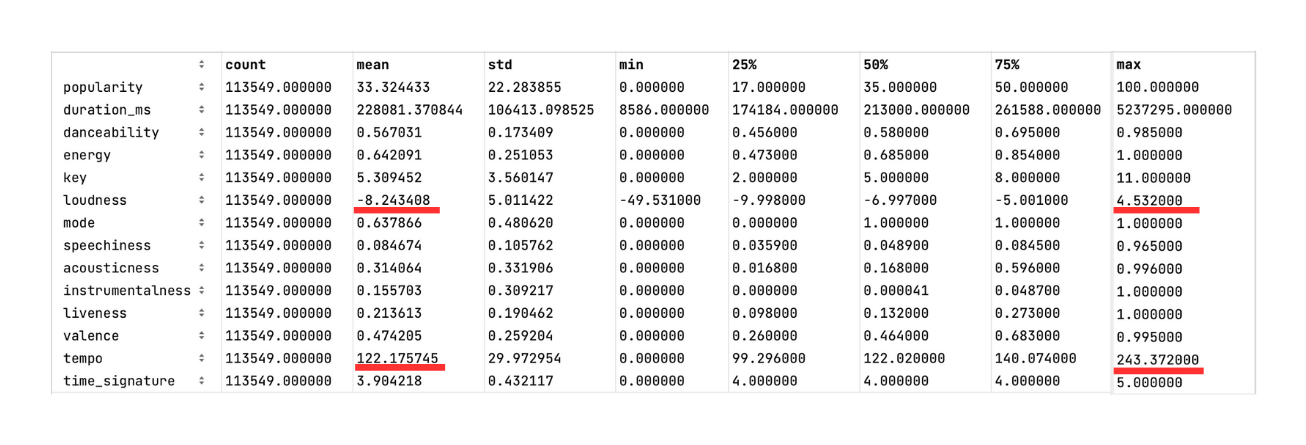 count mean std min 25% 50% 75% max
popularity 113549.000000 33.324433 22.283855 0.000000 17.000000 35.000000 50.000000 100.000000
duration_ms 113549.000000 228081.370844 106413.098525 8586.000000 174184.000000 213000.000000 261588.000000 5237295.000000
danceability 113549.000000 0.567031 0.173409 0.000000 0.456000 0.580000 0.695000 0.985000
energy 113549.000000 0.642091 0.251053 0.000000 0.473000 0.685000 0.854000 1.000000
key 113549.000000 5.309452 3.560147 0.000000 2.000000 5.000000 8.000000 11.000000
loudness 113549.000000 -8.243408 5.011422 -49.531000 -9.998000 -6.997000 -5.001000 4.532000
mode 113549.000000 0.637866 0.480620 0.000000 0.000000 1.000000 1.000000 1.000000
speechiness 113549.000000 0.084674 0.105762 0.000000 0.035900 0.048900 0.084500 0.965000
acousticness 113549.000000 0.314064 0.331906 0.000000 0.016800 0.168000 0.596000 0.996000
instrumentalness 113549.000000 0.155703 0.309217 0.000000 0.000000 0.000041 0.048700 1.000000
liveness 113549.000000 0.213613 0.190462 0.000000 0.098000 0.132000 0.273000 1.000000
valence 113549.000000 0.474205 0.259204 0.000000 0.260000 0.464000 0.683000 0.995000
tempo 113549.000000 122.175745 29.972954 0.000000 99.296000 122.020000 140.074000 243.372000
time_signature 113549.000000 3.904218 0.432117 0.000000 4.000000 4.000000 4.000000 5.000000